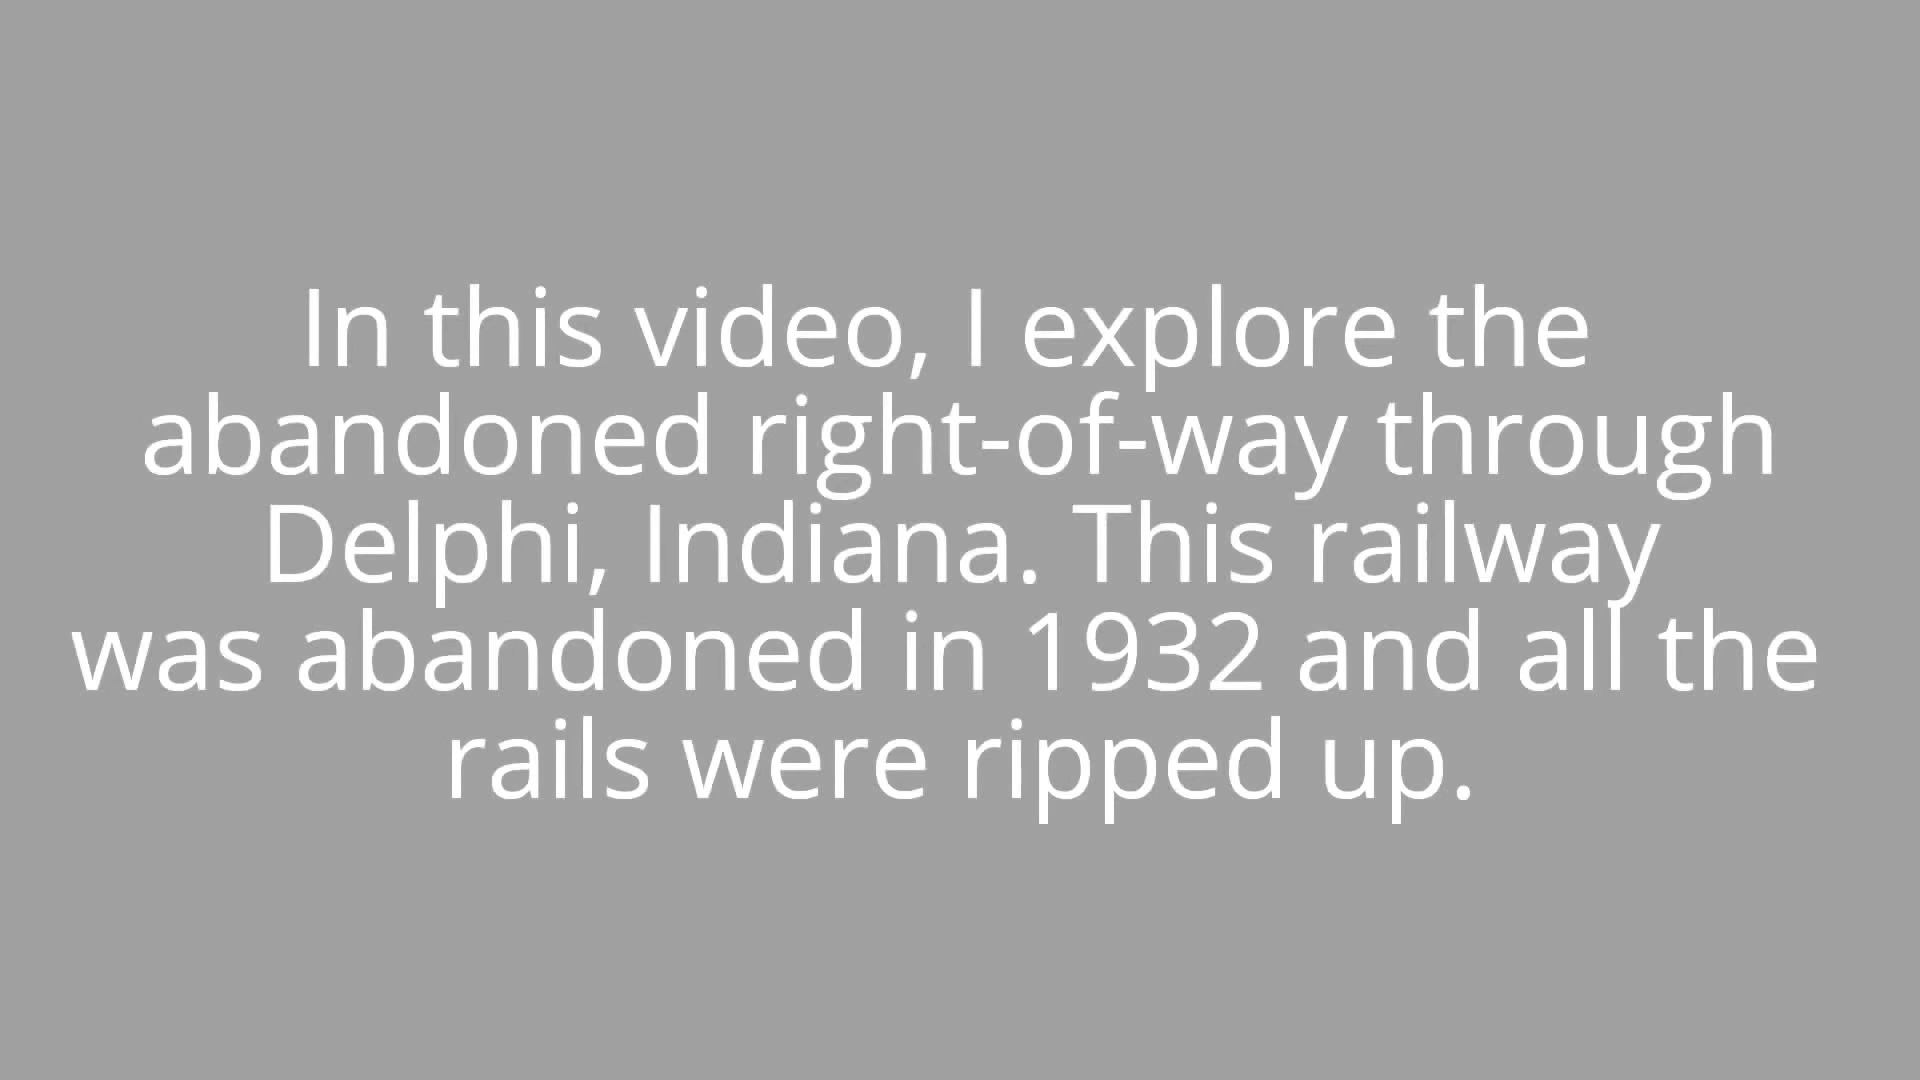 In this video, I explore the
abandoned right-of-way through
Delphi, Indiana. This railway
was abandoned in 1932 and all the
rails were ripped up.